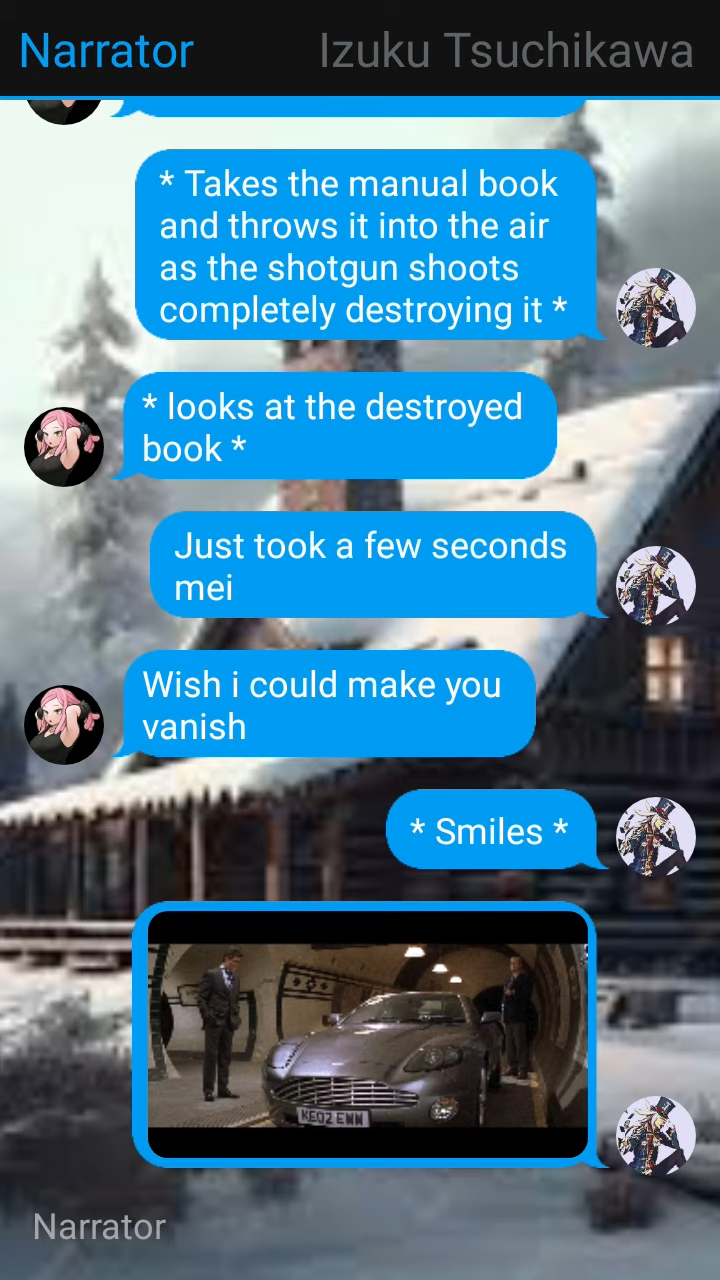 Narrator
Izuku Tsuchikawa
* Takes the manual book
and throws it into the air
as the shotgun shoots
completely destroying it *
* looks at the destroyed
book *
Just took a few seconds
mei
Wish i could make you
vanish
* Smiles *
KE02 EWW
Narrator